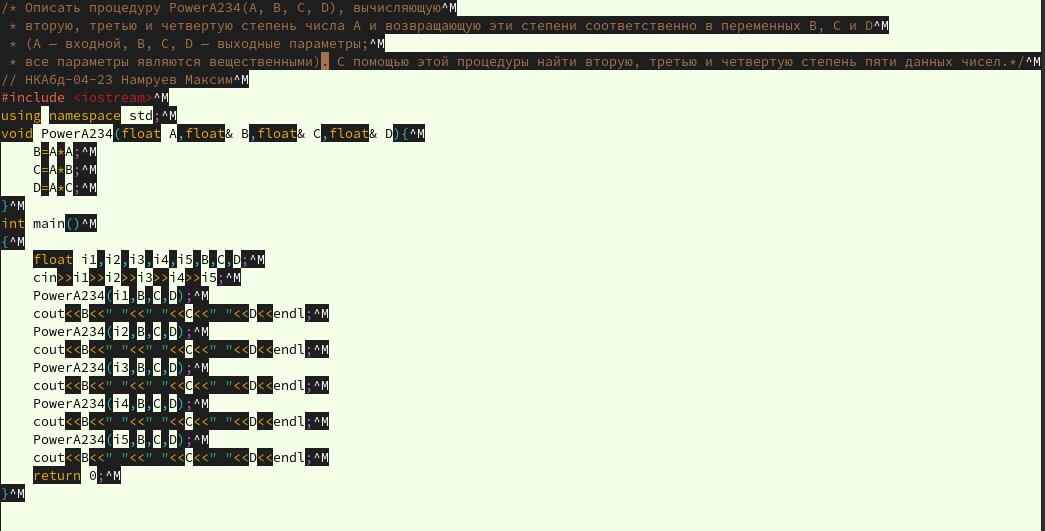 /* Описать процедуру PowerA234(A, B, C, D), вычисляющую^M
 * вторую, третью и четвертую степень числа A и возвращающую эти степени соответственно в переменных B, C и D^M
 * (A — входной, B, C, D — выходные параметры;^M
 * все параметры являются вещественными). С помощью этой процедуры найти вторую, третью и четвертую степень пяти данных чисел.*/^M
// НКАбд-04-23 Намруев Максим^M
#include <iostream>^M
using namespace std;^M
void PowerA234(float A,float& B,float& C,float& D){^M
    B=A*A;^M
    C=A*B;^M
    D=A*C;^M
}^M
int main()^M
{^M
    float i1,i2,i3,i4,i5,B,C,D;^M
    cin>>i1>>i2>>i3>>i4>>i5;^M
    PowerA234(i1,B,C,D);^M
    cout<<B<<" "<<" "<<C<<" "<<D<<endl;^M
    PowerA234(i2,B,C,D);^M
    cout<<B<<" "<<" "<<C<<" "<<D<<endl;^M
    PowerA234(i3,B,C,D);^M
    cout<<B<<" "<<" "<<C<<" "<<D<<endl;^M
    PowerA234(i4,B,C,D);^M
    cout<<B<<" "<<" "<<C<<" "<<D<<endl;^M
    PowerA234(i5,B,C,D);^M
    cout<<B<<" "<<" "<<C<<" "<<D<<endl;^M
    return 0;^M
}^M